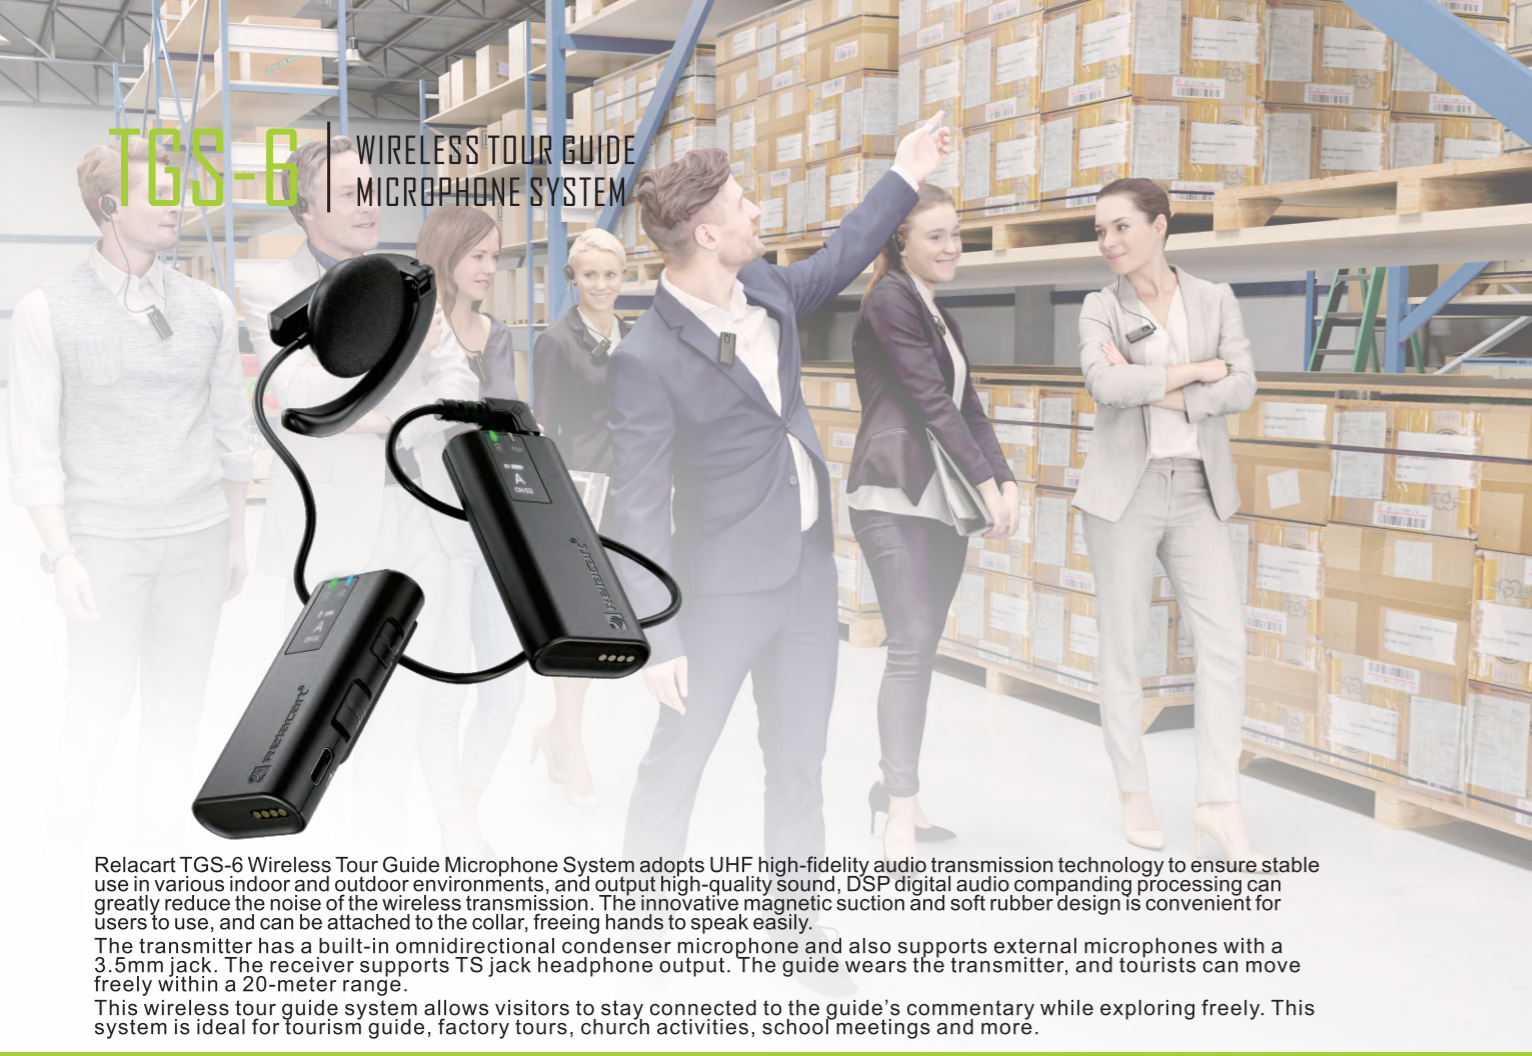 TGS-6
WIRELESS TOUR GUIDE
MICROPHONE SYSTEM
A
CH 02
Relacart®
A
Relacart®
Relacart TGS-6 Wireless Tour Guide Microphone System adopts UHF high-fidelity audio transmission technology to ensure stable
use in various indoor and outdoor environments, and output high-quality sound, DSP digital audio companding processing can
greatly reduce the noise of the wireless transmission. The innovative magnetic suction and soft rubber design is convenient for
users to use, and can be attached to the collar, freeing hands to speak easily.
The transmitter has a built-in omnidirectional condenser microphone and also supports external microphones with a
3.5mm jack. The receiver supports TS jack headphone output. The guide wears the transmitter, and tourists can move
freely within a 20-meter range.
This wireless tour guide system allows visitors to stay connected to the guide’s commentary while exploring freely. This
system is ideal for tourism guide, factory tours, church activities, school meetings and more.